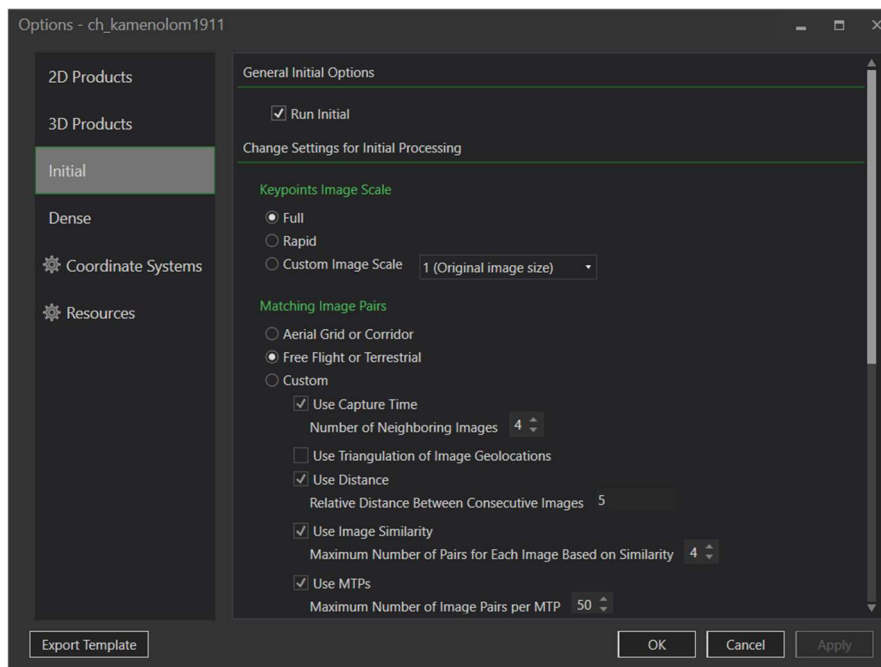 Options - ch_kamenolom1911
2D Products
3D Products
Initial
Dense
Coordinate Systems
Resources
General Initial Options
Run Initial
Change Settings for Initial Processing
Keypoints Image Scale
Full
Rapid
Custom Image Scale 1 (Original image size)
Matching Image Pairs
Aerial Grid or Corridor
Free Flight or Terrestrial
Custom
Use Capture Time
Number of Neighboring Images 4
Use Triangulation of Image Geolocations
Use Distance
Relative Distance Between Consecutive Images 5
Use Image Similarity
Maximum Number of Pairs for Each Image Based on Similarity 4
Use MTPs
Maximum Number of Image Pairs per MTP 50
Export Template
OK
Cancel
Apply